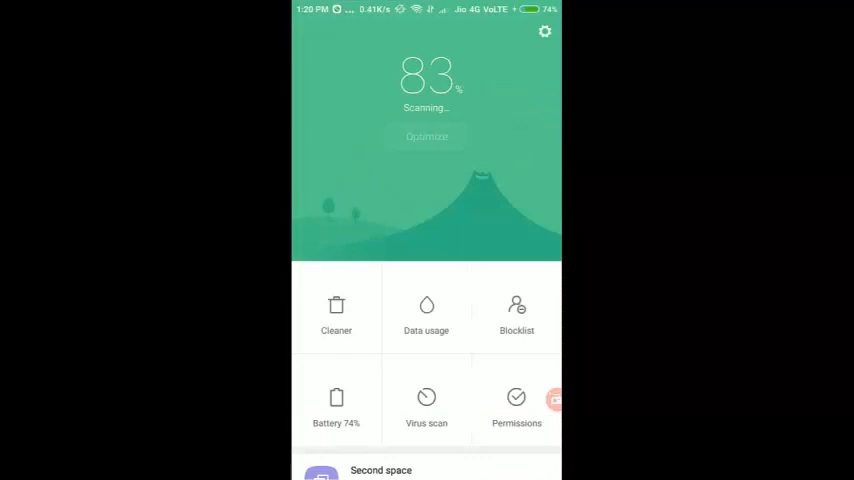 1:20 PM ... 0.41K/s Jio 4G VoLTE + 74%
83%
Scanning...
Optimize
Cleaner Data usage Blocklist
Battery 74% Virus scan Permissions
Second space